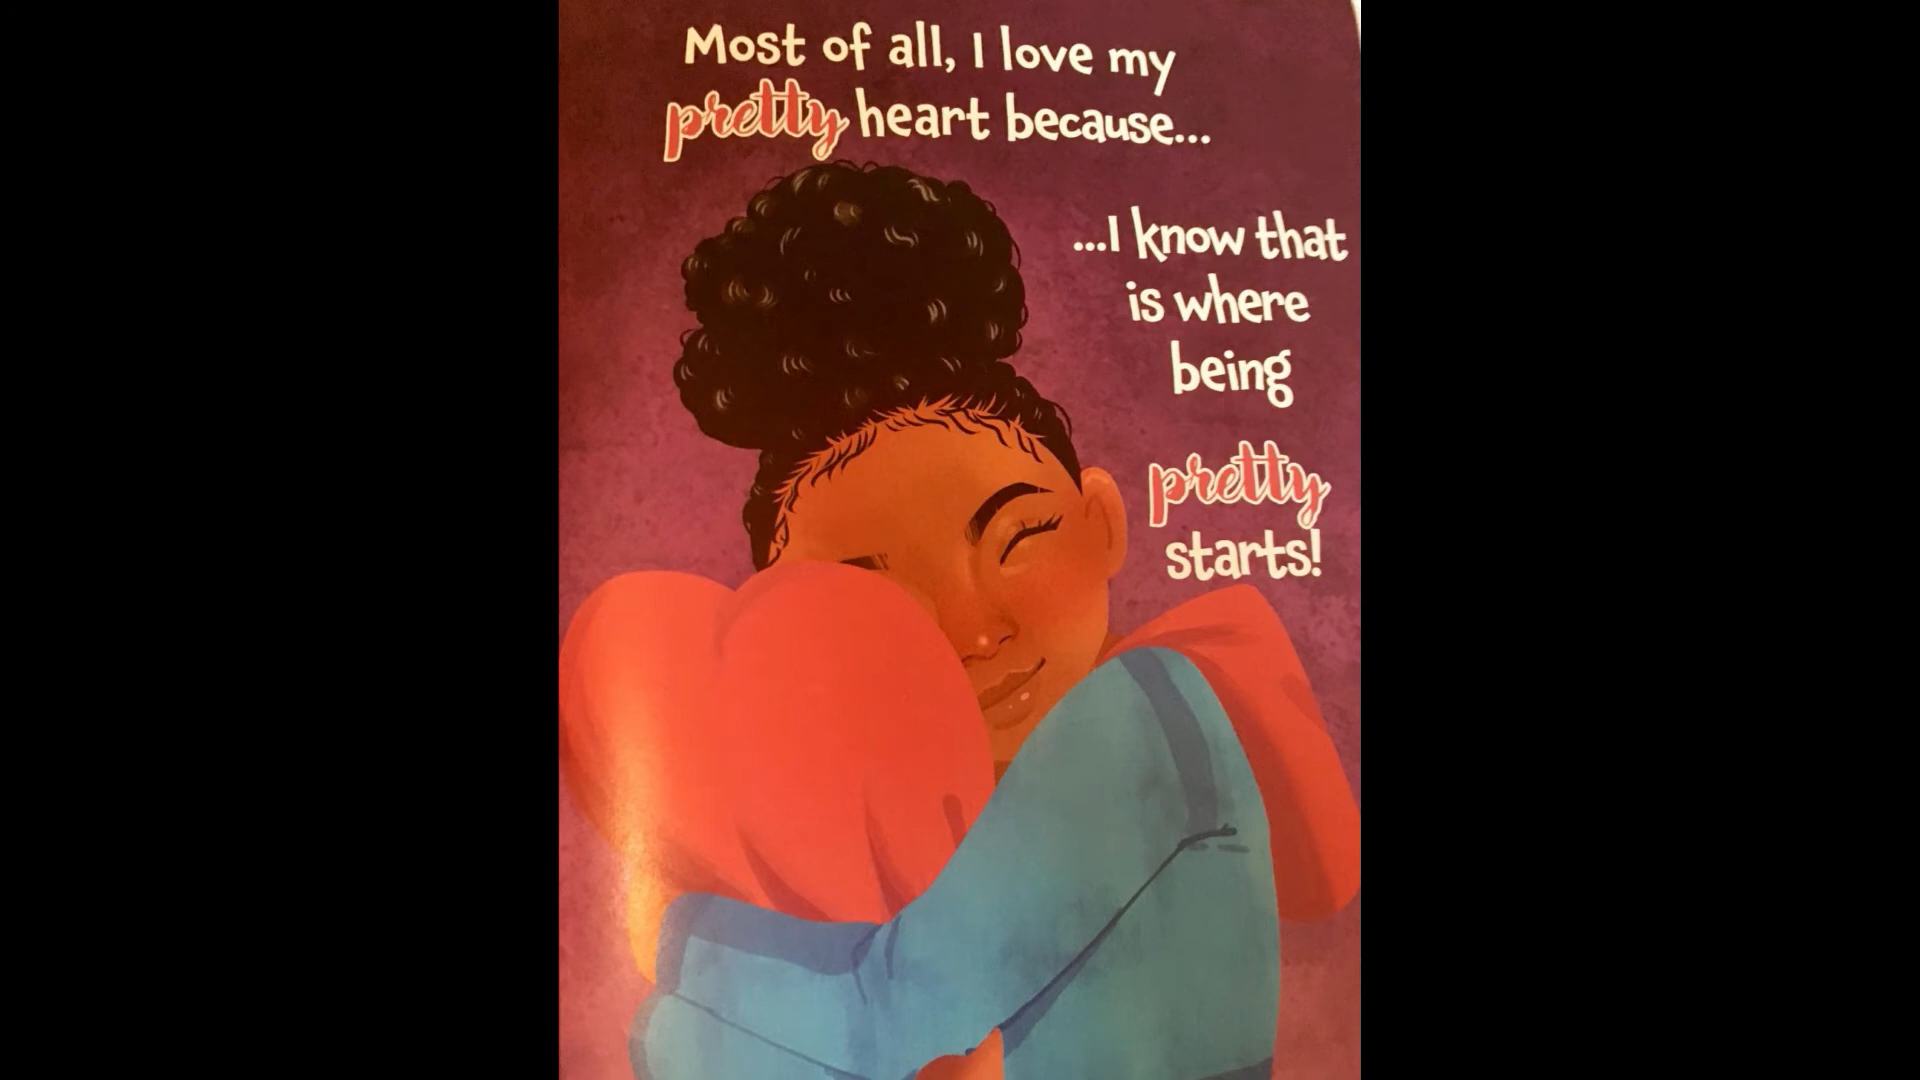 Most of all, I love my
pretty heart because...
...I know that
is where
being
pretty
starts!